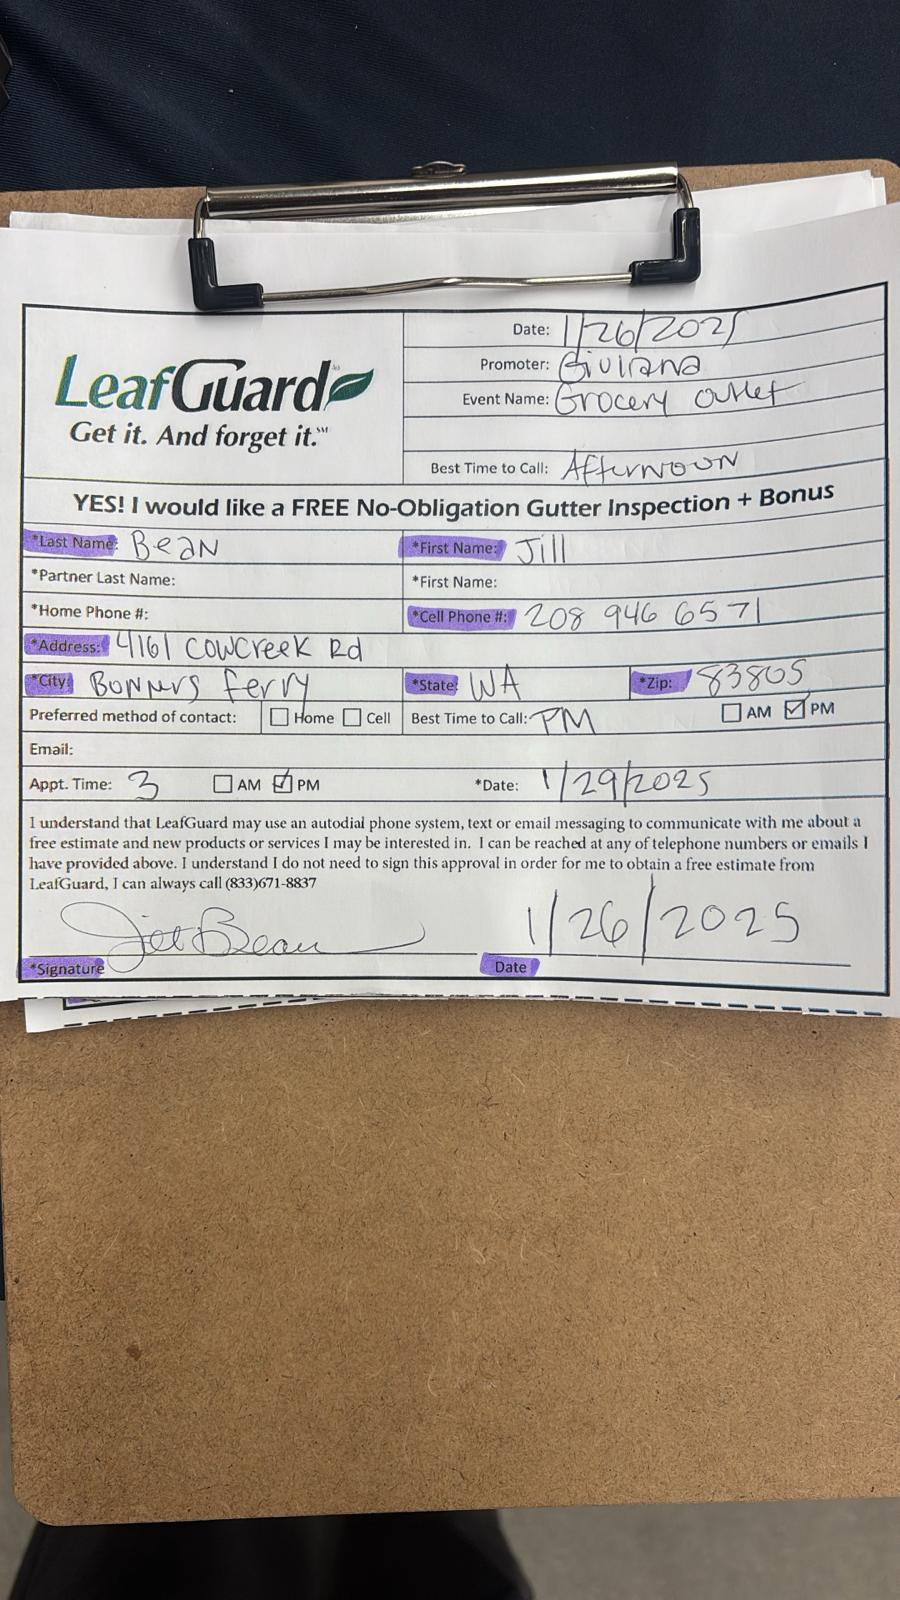 Date: 1/26/2025
Promoter: Giuliana
LeafGuard
Event Name: Grocery outlet
Get it. And forget it.℠
Best Time to Call: Afternoon
YES! I would like a FREE No-Obligation Gutter Inspection + Bonus
*Last Name: Bean *First Name: Jill
*Partner Last Name: *First Name:
*Home Phone #: *Cell Phone #: 208 946 6571
*Address: 4161 Cowcreek Rd
*City: Bonners ferry *State: WA *Zip: 83805
Preferred method of contact: Home Cell Best Time to Call: PM AM PM
Email:
Appt. Time: 3 AM PM *Date: 1/29/2025
I understand that LeafGuard may use an autodial phone system, text or email messaging to communicate with me about a
free estimate and new products or services I may be interested in. I can be reached at any of telephone numbers or emails I
have provided above. I understand I do not need to sign this approval in order for me to obtain a free estimate from
LeafGuard, I can always call (833)671-8837
Jill Bean 1/26/2025
*Signature Date